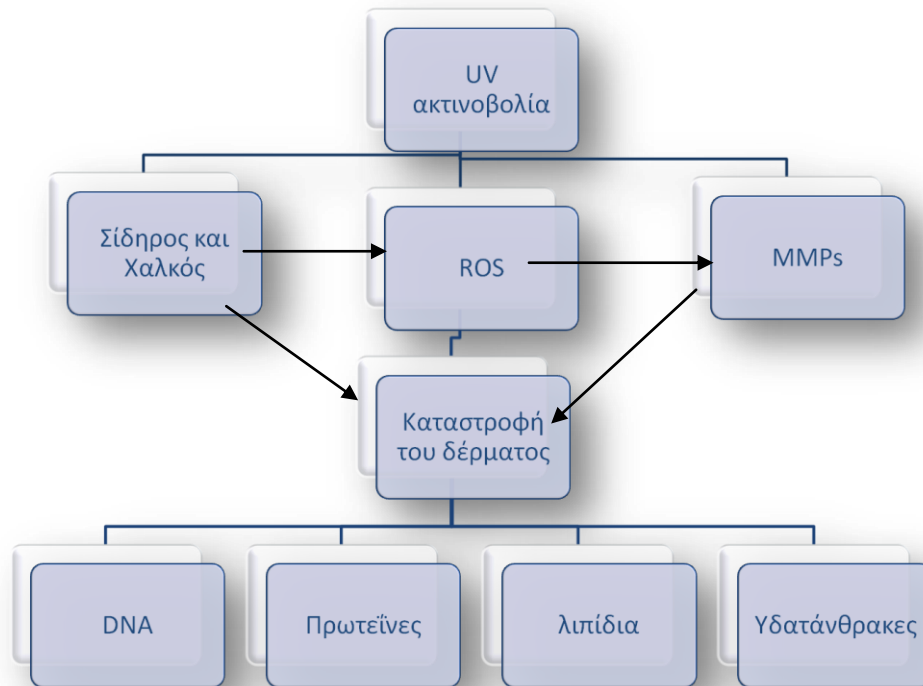 UV
ακτινοβολία
Σίδηρος και
Χαλκός
ROS
MMPs
Καταστροφή
του δέρματος
DNA
Πρωτεΐνες
λιπίδια
Υδατάνθρακες